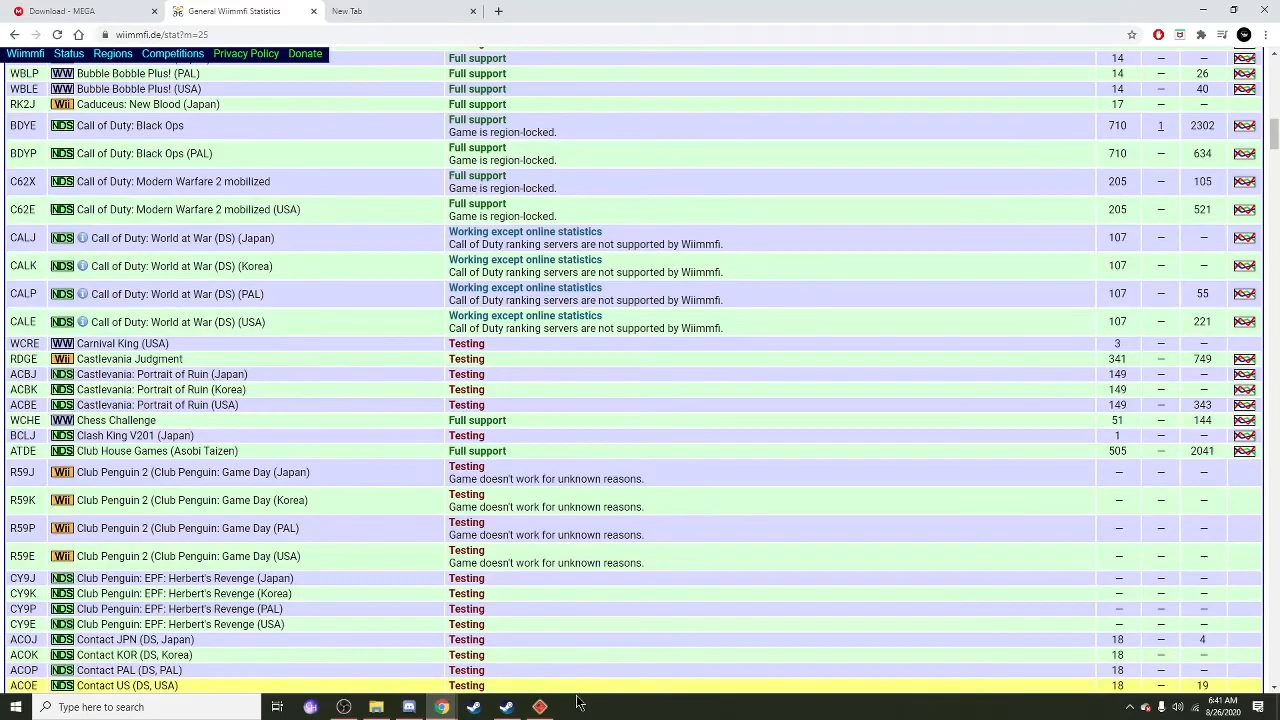 Download - MEGA
General Wiimmfi Statistics
New Tab
wiimmfi.de/stat?m=25
Wiimmfi Status Regions Competitions Privacy Policy Donate
Full support 14 — —
WBLP WW Bubble Bobble Plus! (PAL) Full support 14 — 26
WBLE WW Bubble Bobble Plus! (USA) Full support 14 — 40
RK2J Wii Caduceus: New Blood (Japan) Full support 17 — —
BDYE NDS Call of Duty: Black Ops Full support 710 1 2302
Game is region-locked.
BDYP NDS Call of Duty: Black Ops (PAL) Full support 710 — 634
Game is region-locked.
C62X NDS Call of Duty: Modern Warfare 2 mobilized Full support 205 — 105
Game is region-locked.
C62E NDS Call of Duty: Modern Warfare 2 mobilized (USA) Full support 205 — 521
Game is region-locked.
CALJ NDS i Call of Duty: World at War (DS) (Japan) Working except online statistics 107 — —
Call of Duty ranking servers are not supported by Wiimmfi.
CALK NDS i Call of Duty: World at War (DS) (Korea) Working except online statistics 107 — —
Call of Duty ranking servers are not supported by Wiimmfi.
CALP NDS i Call of Duty: World at War (DS) (PAL) Working except online statistics 107 — 55
Call of Duty ranking servers are not supported by Wiimmfi.
CALE NDS i Call of Duty: World at War (DS) (USA) Working except online statistics 107 — 221
Call of Duty ranking servers are not supported by Wiimmfi.
WCRE WW Carnival King (USA) Testing 3 — —
RDGE Wii Castlevania Judgment Testing 341 — 749
ACBJ NDS Castlevania: Portrait of Ruin (Japan) Testing 149 — —
ACBK NDS Castlevania: Portrait of Ruin (Korea) Testing 149 — —
ACBE NDS Castlevania: Portrait of Ruin (USA) Testing 149 — 343
WCHE WW Chess Challenge Full support 51 — 144
BCLJ NDS Clash King V201 (Japan) Testing 1 — —
ATDE NDS Club House Games (Asobi Taizen) Full support 505 — 2041
R59J Wii Club Penguin 2 (Club Penguin: Game Day (Japan) Testing — —
Game doesn't work for unknown reasons.
R59K Wii Club Penguin 2 (Club Penguin: Game Day (Korea) Testing — —
Game doesn't work for unknown reasons.
R59P Wii Club Penguin 2 (Club Penguin: Game Day (PAL) Testing — —
Game doesn't work for unknown reasons.
R59E Wii Club Penguin 2 (Club Penguin: Game Day (USA) Testing — —
Game doesn't work for unknown reasons.
CY9J NDS Club Penguin: EPF: Herbert's Revenge (Japan) Testing — — —
CY9K NDS Club Penguin: EPF: Herbert's Revenge (Korea) Testing — — —
CY9P NDS Club Penguin: EPF: Herbert's Revenge (PAL) Testing — — —
CY9E NDS Club Penguin: EPF: Herbert's Revenge (USA) Testing — — —
ACOJ NDS Contact JPN (DS, Japan) Testing 18 — 4
ACOK NDS Contact KOR (DS, Korea) Testing 18 — —
ACOP NDS Contact PAL (DS, PAL) Testing 18 — —
ACOE NDS Contact US (DS, USA) Testing 18 — 19
Type here to search
6:41 AM
8/26/2020